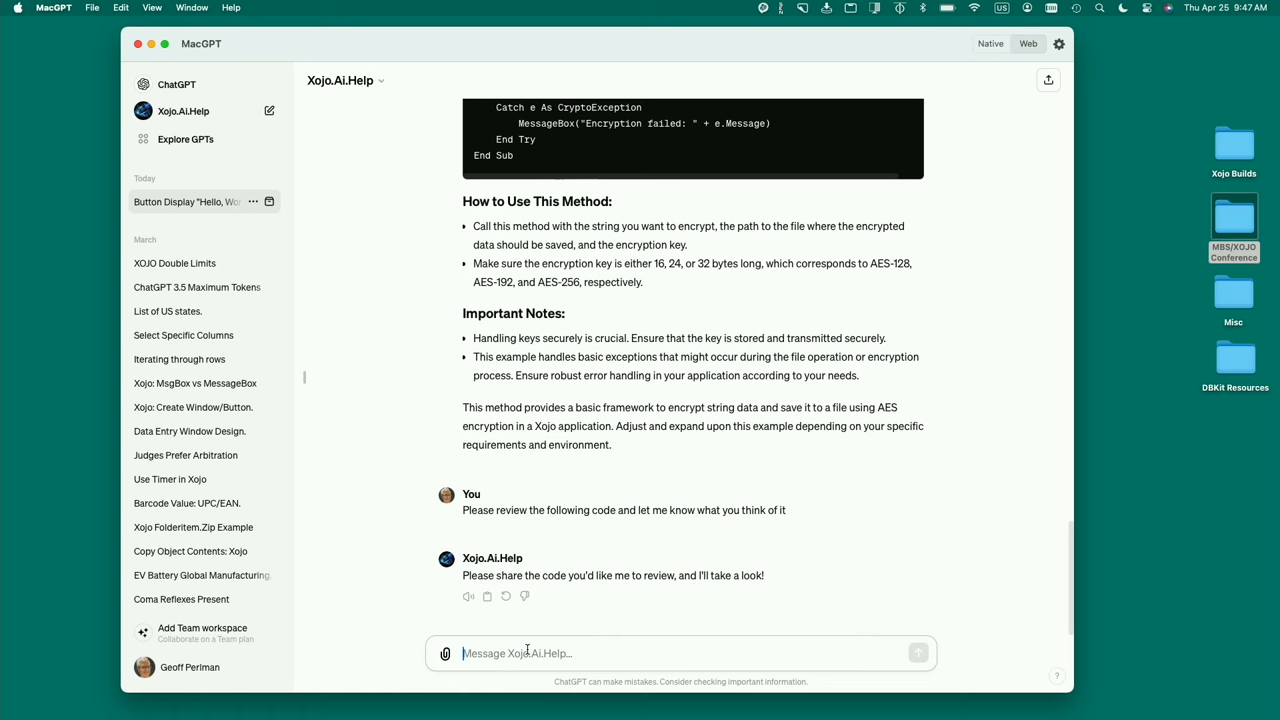 MacGPT File Edit View Window Help
US
Thu Apr 25 9:47 AM
MacGPT
Native Web
ChatGPT
Xojo.Ai.Help
Explore GPTs
Today
Button Display "Hello, Wor
March
XOJO Double Limits
ChatGPT 3.5 Maximum Tokens
List of US states.
Select Specific Columns
Iterating through rows
Xojo: MsgBox vs MessageBox
Xojo: Create Window/Button.
Data Entry Window Design.
Judges Prefer Arbitration
Use Timer in Xojo
Barcode Value: UPC/EAN.
Xojo Folderitem.Zip Example
Copy Object Contents: Xojo
EV Battery Global Manufacturing.
Coma Reflexes Present
Add Team workspace
Collaborate on a Team plan
Geoff Perlman
Xojo.Ai.Help
Catch e As CryptoException
MessageBox("Encryption failed: " + e.Message)
End Try
End Sub
How to Use This Method:
• Call this method with the string you want to encrypt, the path to the file where the encrypted
data should be saved, and the encryption key.
• Make sure the encryption key is either 16, 24, or 32 bytes long, which corresponds to AES-128,
AES-192, and AES-256, respectively.
Important Notes:
• Handling keys securely is crucial. Ensure that the key is stored and transmitted securely.
• This example handles basic exceptions that might occur during the file operation or encryption
process. Ensure robust error handling in your application according to your needs.
This method provides a basic framework to encrypt string data and save it to a file using AES
encryption in a Xojo application. Adjust and expand upon this example depending on your specific
requirements and environment.
You
Please review the following code and let me know what you think of it
Xojo.Ai.Help
Please share the code you'd like me to review, and I'll take a look!
Message Xojo.Ai.Help...
ChatGPT can make mistakes. Consider checking important information.
?
Xojo Builds
MBS/XOJO
Conference
Misc
DBKit Resources